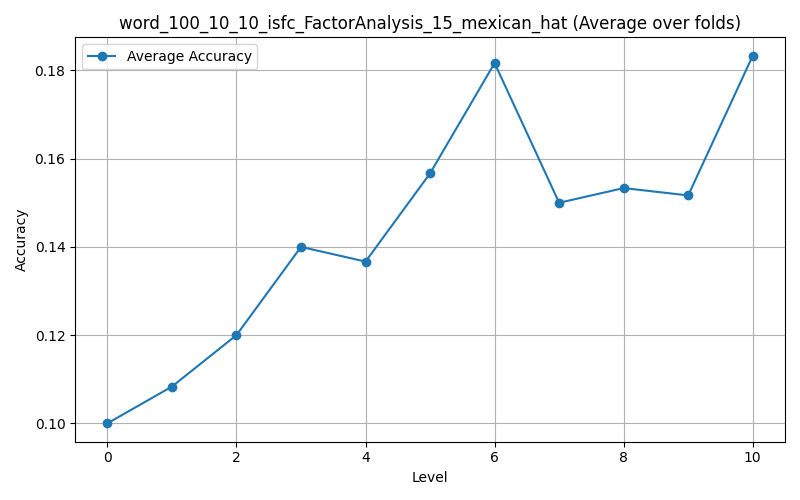 word_100_10_10_isfc_FactorAnalysis_15_mexican_hat (Average over folds)
Average Accuracy
0.18
0.16
0.14
0.12
0.10
Accuracy
0 2 4 6 8 10
Level